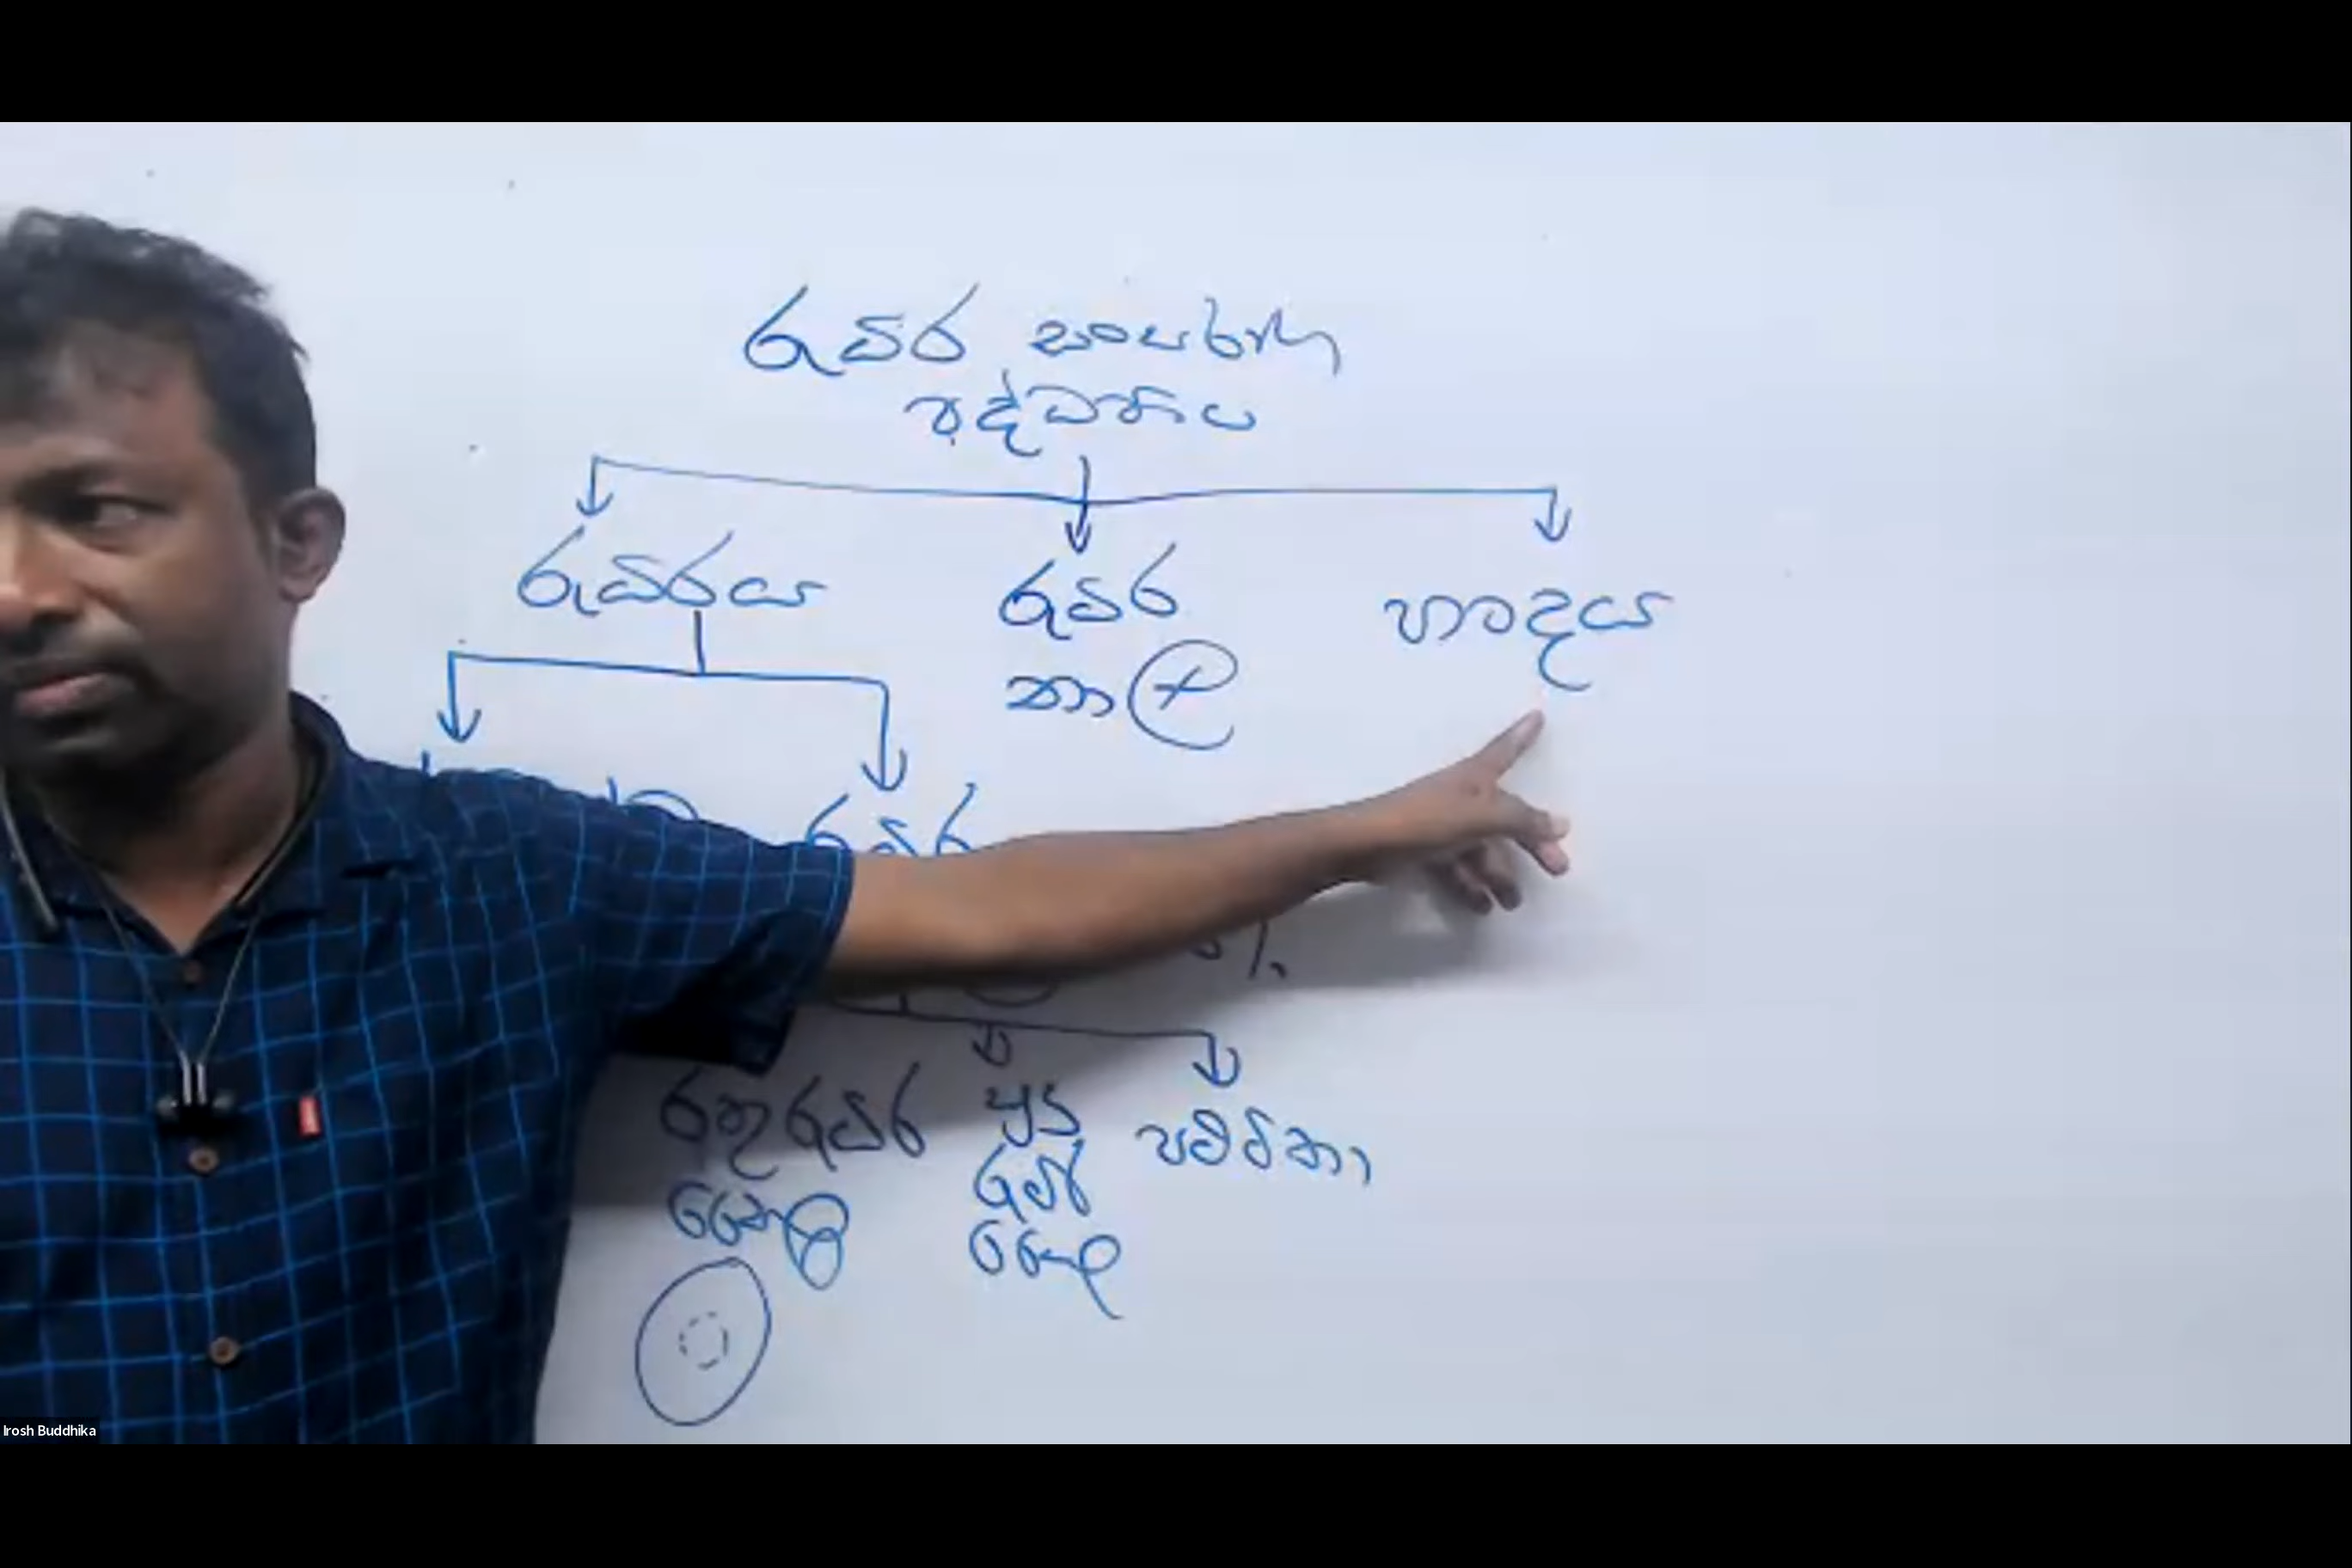 රුධිර සංසරණ
පද්ධතිය
රුධිරය
රුධිර
නාල
හෘදය
රුධිර
%
රතු රුධිර
සෛල
සුදු
රුධිර
සෛල
පට්ටිකා
Irosh Buddhika